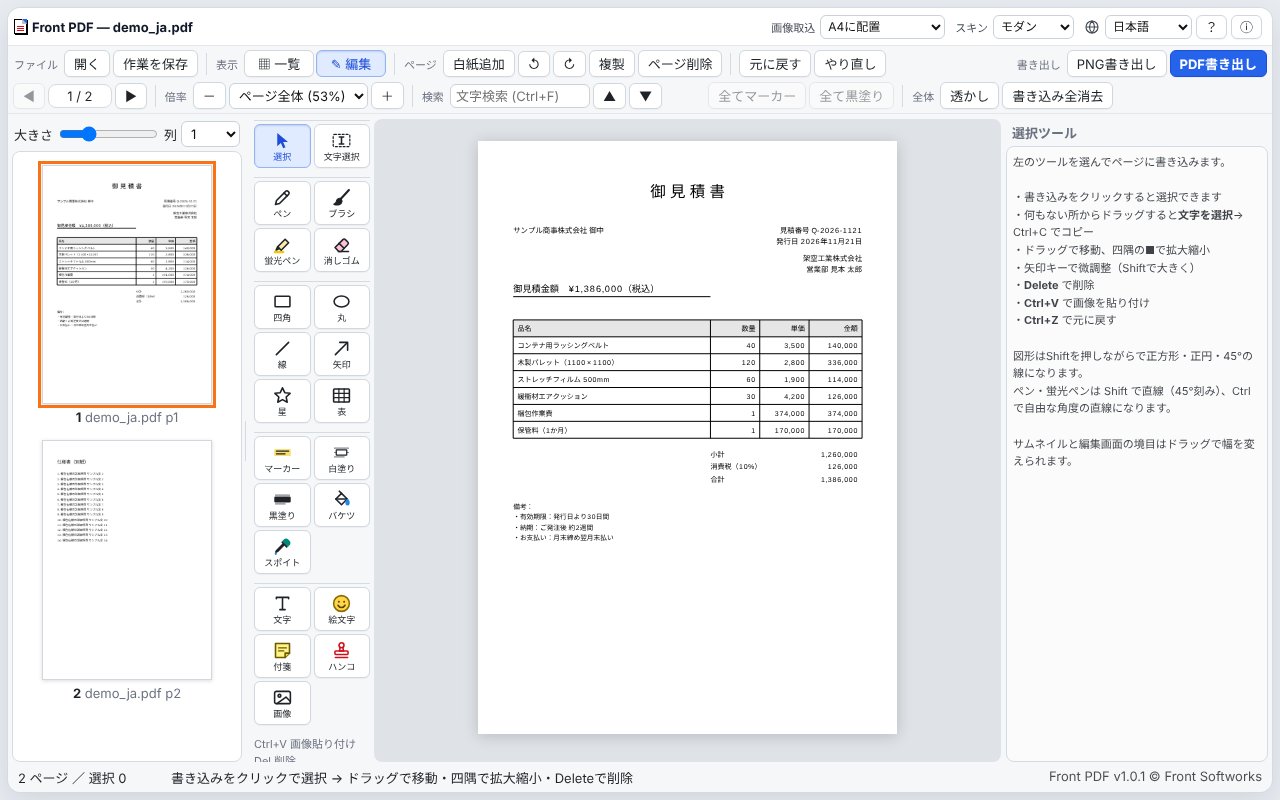 Front PDF — demo_ja.pdf
画像取込 A4に配置 スキン モダン 日本語 ? ⓘ
ファイル 開く 作業を保存 表示 一覧 編集 ページ 白紙追加 複製 ページ削除 元に戻す やり直し 書き出し PNG書き出し PDF書き出し
1 / 2 倍率 − ページ全体 (53%) + 検索 文字検索 (Ctrl+F) ▲ ▼ 全てマーカー 全て黒塗り 全体 透かし 書き込み全消去
大きさ 列 1
御見積書
1 demo_ja.pdf p1
仕様書（別紙）
2 demo_ja.pdf p2
選択 文字選択
ペン ブラシ
蛍光ペン 消しゴム
四角 丸
線 矢印
星 表
マーカー 白塗り
黒塗り バケツ
スポイト
文字 絵文字
付箋 ハンコ
画像
Ctrl+V 画像貼り付け
Del 削除
御見積書
サンプル商事株式会社 御中
見積番号 Q-2026-1121
発行日 2026年11月21日
架空工業株式会社
営業部 見本 太郎
御見積金額 ¥1,386,000（税込）
品名 数量 単価 金額
コンテナ用ラッシングベルト 40 3,500 140,000
木製パレット（1100×1100） 120 2,800 336,000
ストレッチフィルム 500mm 60 1,900 114,000
緩衝材エアクッション 30 4,200 126,000
梱包作業費 1 374,000 374,000
保管料（1か月） 1 170,000 170,000
小計 1,260,000
消費税（10%） 126,000
合計 1,386,000
備考：
・有効期限：発行日より30日間
・納期：ご発注後 約2週間
・お支払い：月末締め翌月末払い
選択ツール
左のツールを選んでページに書き込みます。
・書き込みをクリックすると選択できます
・何もない所からドラッグすると文字を選択→
Ctrl+C でコピー
・ドラッグで移動、四隅の■で拡大縮小
・矢印キーで微調整（Shiftで大きく）
・Delete で削除
・Ctrl+V で画像を貼り付け
・Ctrl+Z で元に戻す
図形はShiftを押しながらで正方形・正円・45°の
線になります。
ペン・蛍光ペンは Shift で直線（45°刻み）、Ctrl
で自由な角度の直線になります。
サムネイルと編集画面の境目はドラッグで幅を変
えられます。
2 ページ ／ 選択 0 書き込みをクリックで選択 → ドラッグで移動・四隅で拡大縮小・Deleteで削除
Front PDF v1.0.1 © Front Softworks